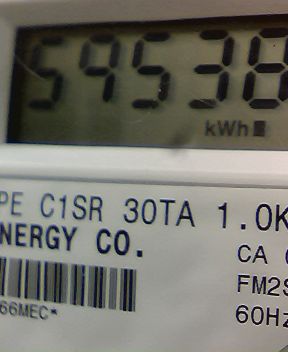 59538
kWh
PE C1SR 30TA 1.0K
NERGY CO.
CA
FM2S
66MEC*
60Hz